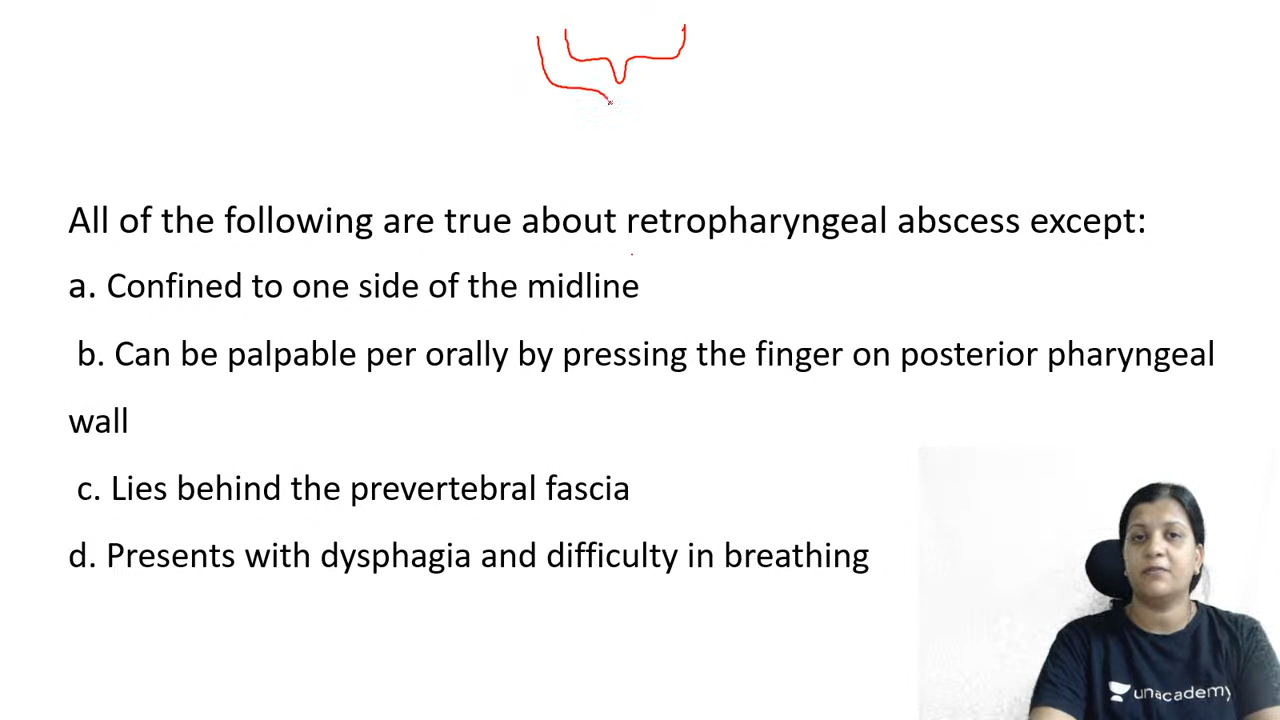 All of the following are true about retropharyngeal abscess except:
a. Confined to one side of the midline
b. Can be palpable per orally by pressing the finger on posterior pharyngeal
wall
c. Lies behind the prevertebral fascia
d. Presents with dysphagia and difficulty in breathing
unacademy